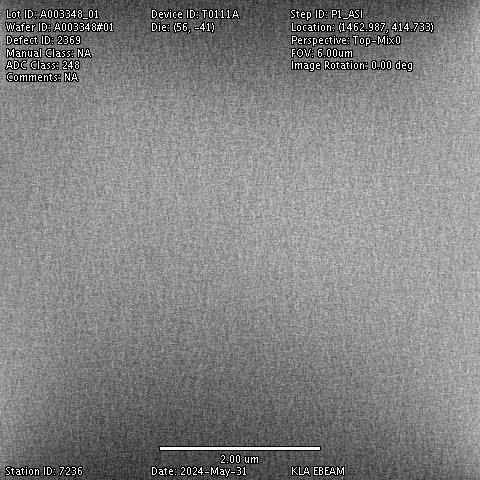 Lot ID: A003348_01 Device ID: T0111A Step ID: P1_ASI
Wafer ID: A003348#01 Die: (56, -41) Location: (1462.987, 414.733)
Defect ID: 2369 Perspective: Top-Mix0
Manual Class: NA FOV: 6.00um
ADC Class: 248 Image Rotation: 0.00 deg
Comments: NA
2.00 um
Station ID: 7236 Date: 2024-May-31 KLA EBEAM